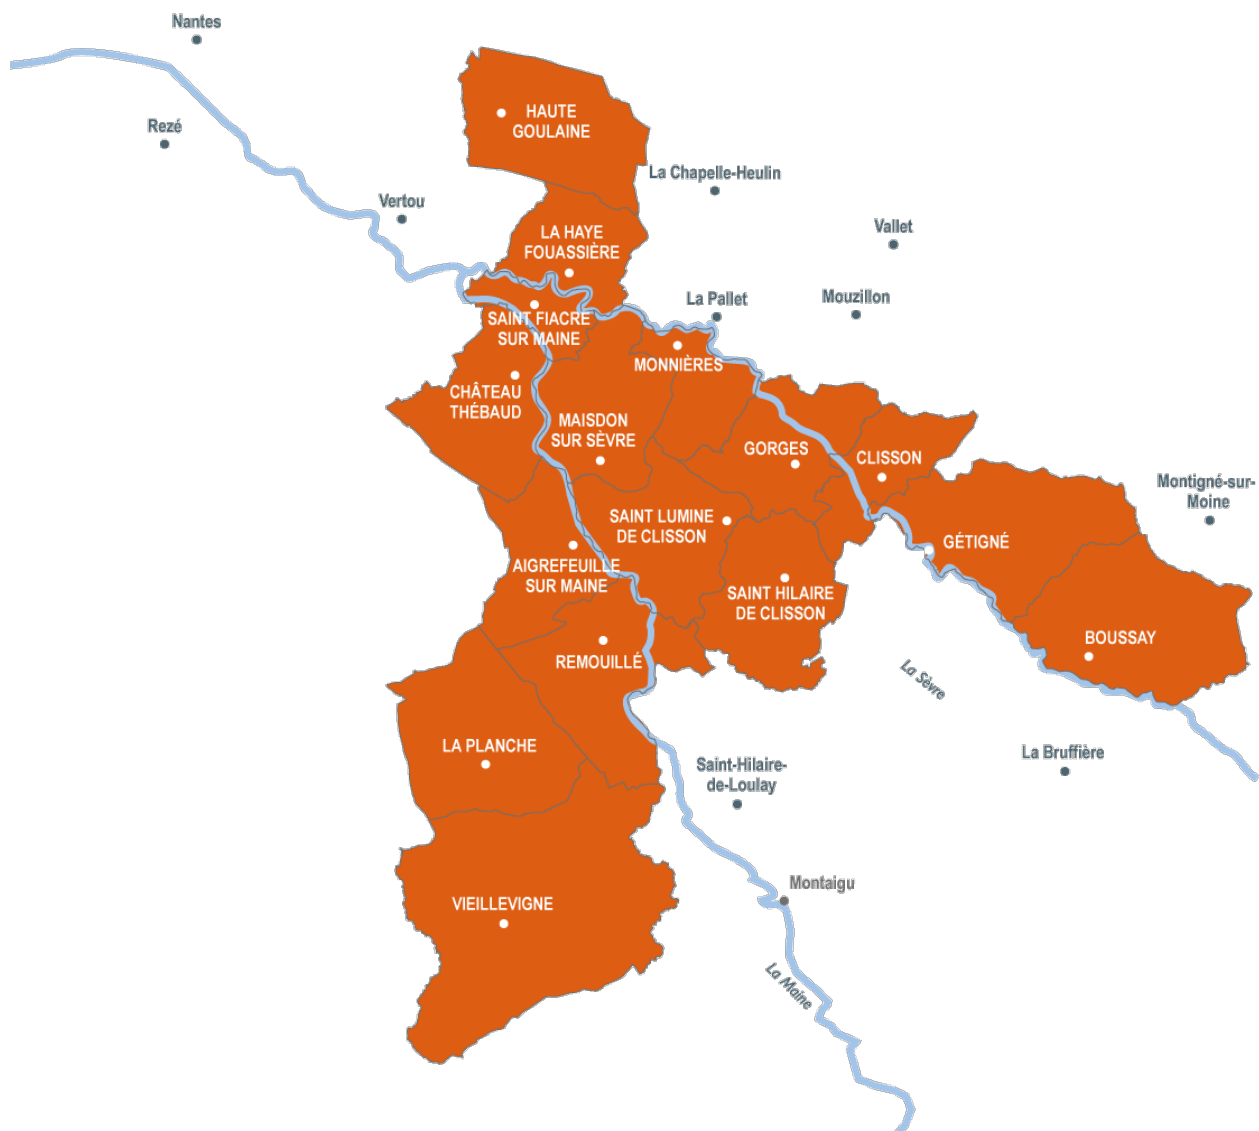 Nantes
HAUTE
GOULAINE
Rezé
La Chapelle-Heulin
Vertou
Vallet
LA HAYE
FOUASSIÈRE
La Pallet
Mouzillon
SAINT FIACRE
SUR MAINE
MONNIÈRES
CHÂTEAU
THÉBAUD
MAISDON
SUR SÈVRE
GORGES
CLISSON
Montigné-sur-
Moine
SAINT LUMINE
DE CLISSON
GÉTIGNÉ
AIGREFEUILLE
SUR MAINE
SAINT HILAIRE
DE CLISSON
BOUSSAY
REMOUILLÉ
La Sèvre
LA PLANCHE
La Bruffière
Saint-Hilaire-
de-Loulay
Montaigu
VIEILLEVIGNE
La Maine